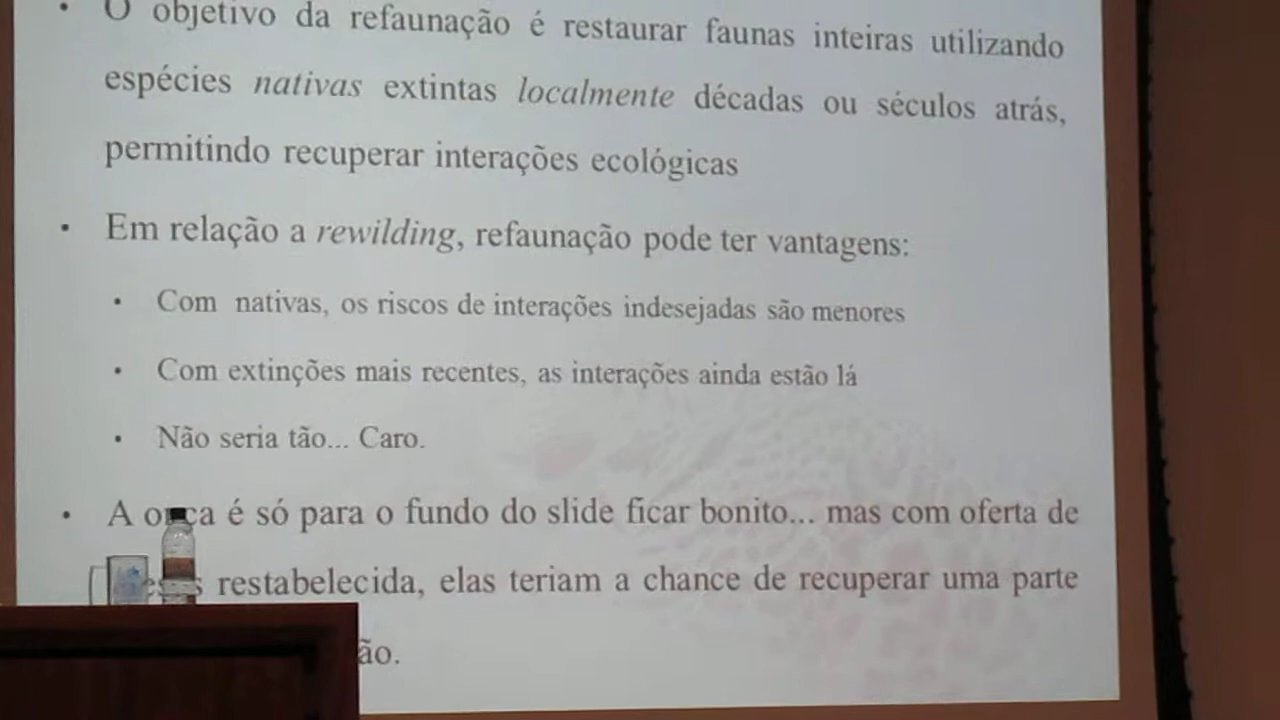 • O objetivo da refaunação é restaurar faunas inteiras utilizando
espécies nativas extintas localmente décadas ou séculos atrás,
permitindo recuperar interações ecológicas
• Em relação a rewilding, refaunação pode ter vantagens:
• Com nativas, os riscos de interações indesejadas são menores
• Com extinções mais recentes, as interações ainda estão lá
• Não seria tão... Caro.
• A é só para o fundo do slide ficar bonito... mas com oferta de
restabelecida, elas teriam a chance de recuperar uma parte
ão.